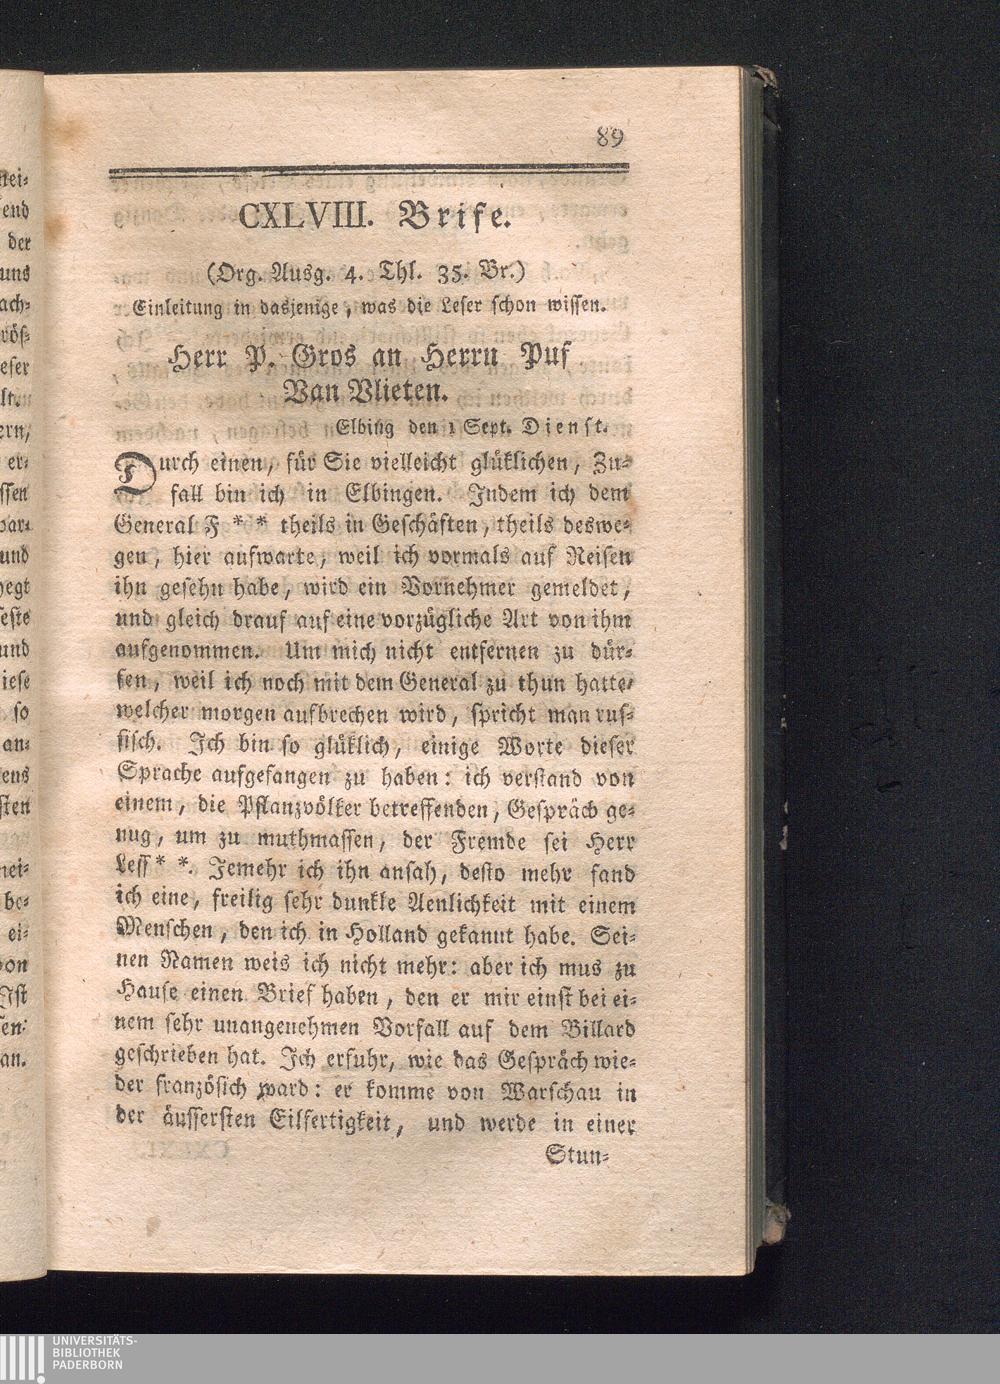 89
CXLVIII. Brife.
(Org. Ausg. 4. Thl. 35. Br.)
Einleitung in dasjenige, was die Leser schon wissen.
Herr P. Gros an Herrn Puf
Van Vlieten.
Elbing den 1 Sept. Dienst.
Durch einen, für Sie vielleicht glüklichen, Zu-
fall bin ich in Elbingen. Indem ich dem
General F * * theils in Geschäften, theils deswe-
gen, hier aufwarte, weil ich vormals auf Reisen
ihn gesehn habe, wird ein Vornehmer gemeldet,
und gleich drauf auf eine vorzügliche Art von ihm
aufgenommen. Um mich nicht entfernen zu dür-
fen, weil ich noch mit dem General zu thun hatte,
welcher morgen aufbrechen wird, spricht man rus-
sisch. Ich bin so glüklich, einige Worte dieser
Sprache aufgefangen zu haben: ich verstand von
einem, die Pflanzvölker betreffenden, Gespräch ge-
nug, um zu muthmassen, der Fremde sei Herr
Less * *. Jemehr ich ihn ansah, desto mehr fand
ich eine, freilig sehr dunkle Aenlichkeit mit einem
Menschen, den ich in Holland gekannt habe. Sei-
nen Namen weis ich nicht mehr: aber ich mus zu
Hause einen Brief haben, den er mir einst bei ei-
nem sehr unangenehmen Vorfall auf dem Billard
geschrieben hat. Ich erfuhr, wie das Gespräch wie-
der französich ward: er komme von Warschau in
der äussersten Eilfertigkeit, und werde in einer
Stun-
UNIVERSITÄTS-
BIBLIOTHEK
PADERBORN